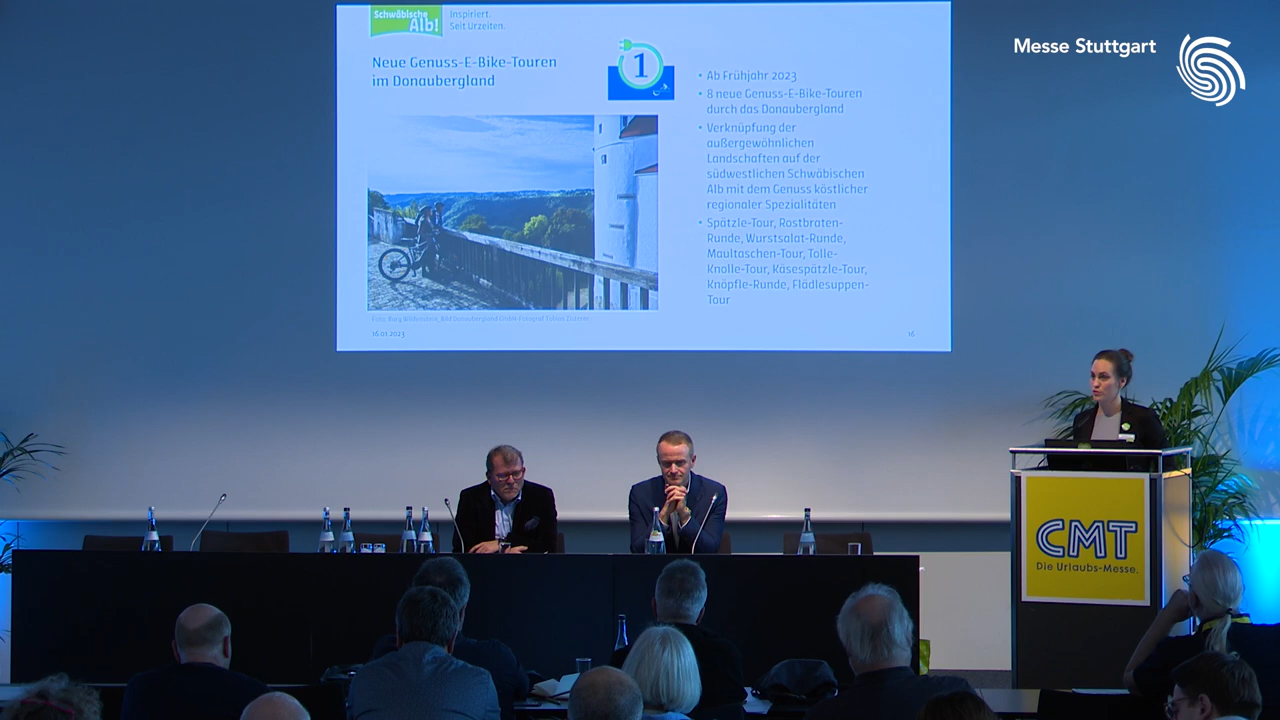 Schwäbische
Alb!
Inspiriert.
Seit Urzeiten.
Neue Genuss-E-Bike-Touren
im Donaubergland
1
• Ab Frühjahr 2023
• 8 neue Genuss-E-Bike-Touren
durch das Donaubergland
• Verknüpfung der
außergewöhnlichen
Landschaften auf der
südwestlichen Schwäbischen
Alb mit dem Genuss köstlicher
regionaler Spezialitäten
• Spätzle-Tour, Rostbraten-
Runde, Wurstsalat-Runde,
Maultaschen-Tour, Tolle-
Knolle-Tour, Käsespätzle-Tour,
Knöpfle-Runde, Flädlesuppen-
Tour
16.01.2023
16
Messe Stuttgart
CMT
Die Urlaubs-Messe.